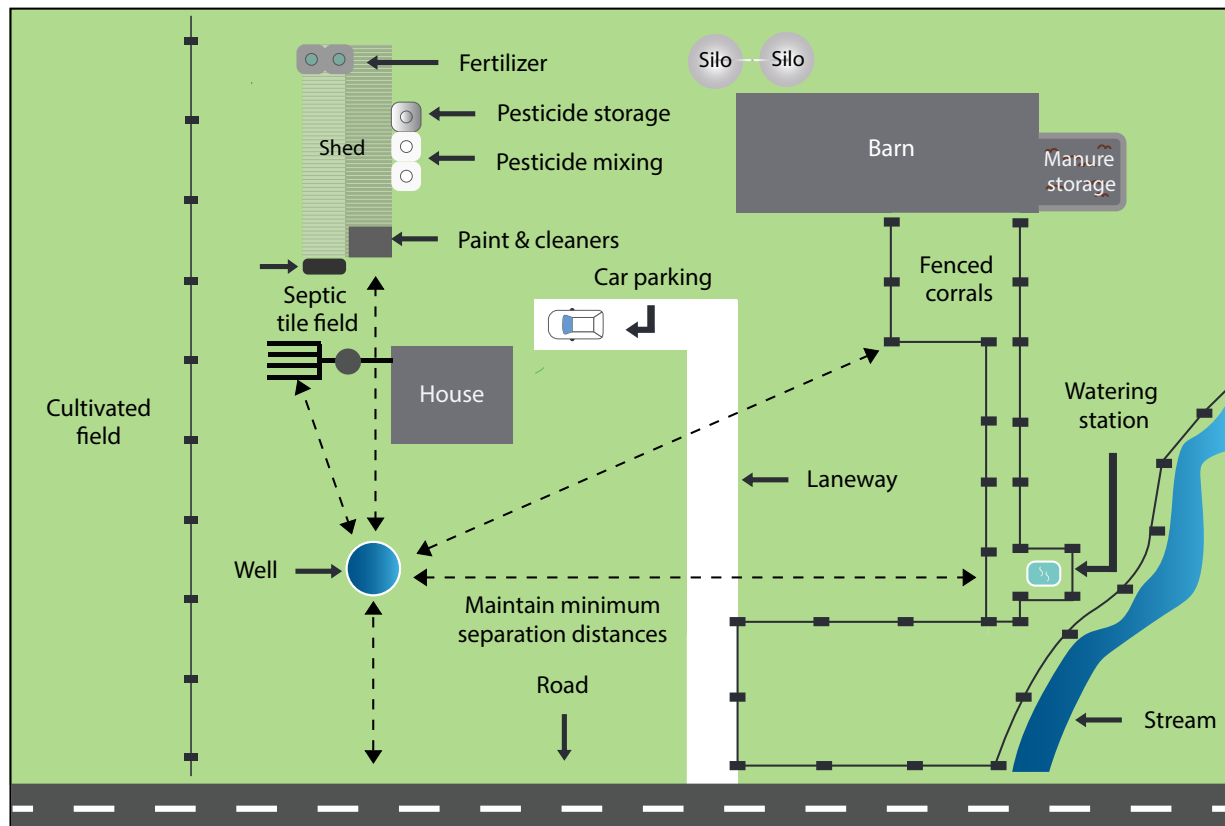 Silo
Silo
Fertilizer
Pesticide storage
Shed
Pesticide mixing
Barn
Manure
storage
Paint & cleaners
Fenced
corrals
Car parking
Septic
tile field
House
Cultivated
field
Watering
station
Laneway
Well
Maintain minimum
separation distances
Road
Stream